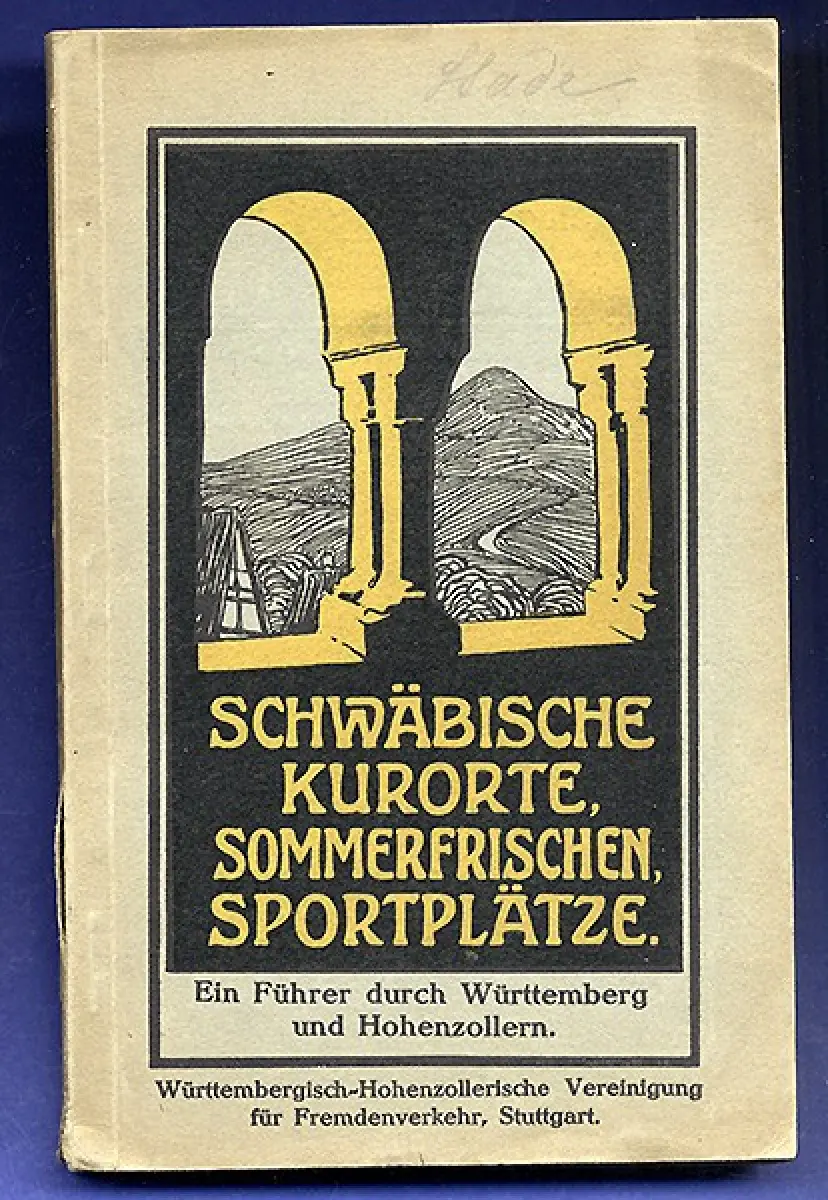 SCHWÄBISCHE
KURORTE,
SOMMERFRISCHEN,
SPORTPLÄTZE.
Ein Führer durch Württemberg
und Hohenzollern.
Württembergisch-Hohenzollerische Vereinigung
für Fremdenverkehr, Stuttgart.